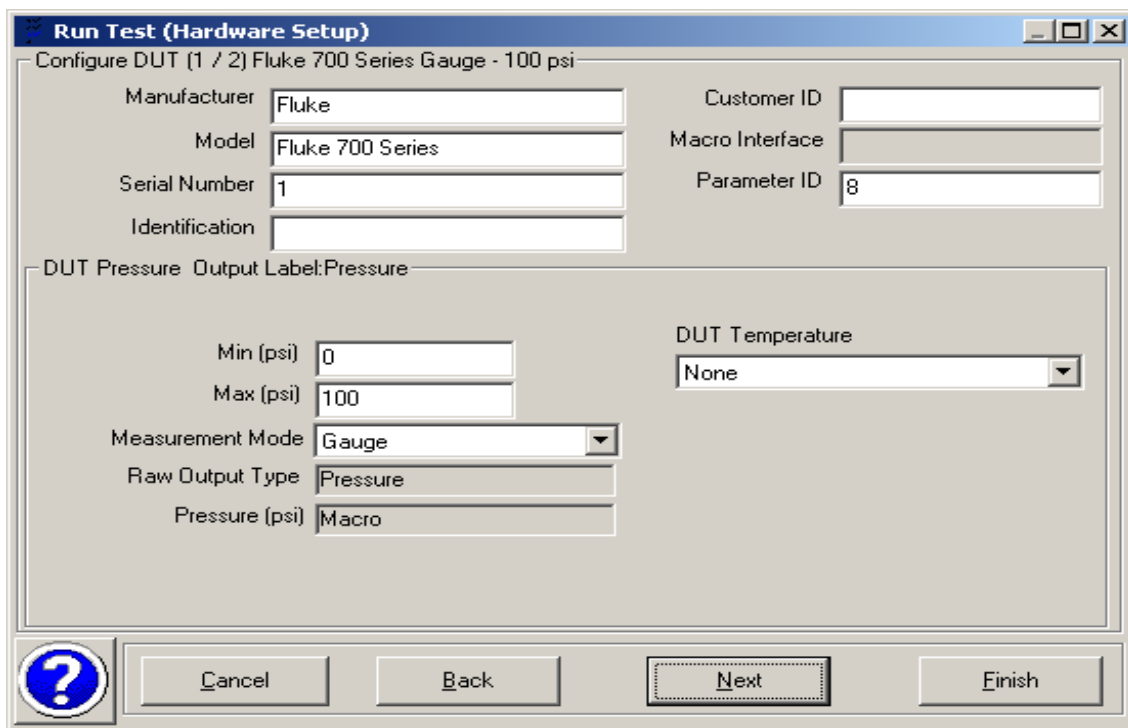 Run Test (Hardware Setup)
Configure DUT (1 / 2) Fluke 700 Series Gauge - 100 psi
Manufacturer Fluke
Customer ID
Model Fluke 700 Series
Macro Interface
Serial Number 1
Parameter ID 8
Identification
DUT Pressure Output Label:Pressure
Min (psi) 0
DUT Temperature
None
Max (psi) 100
Measurement Mode Gauge
Raw Output Type Pressure
Pressure (psi) Macro
? Cancel Back Next Finish